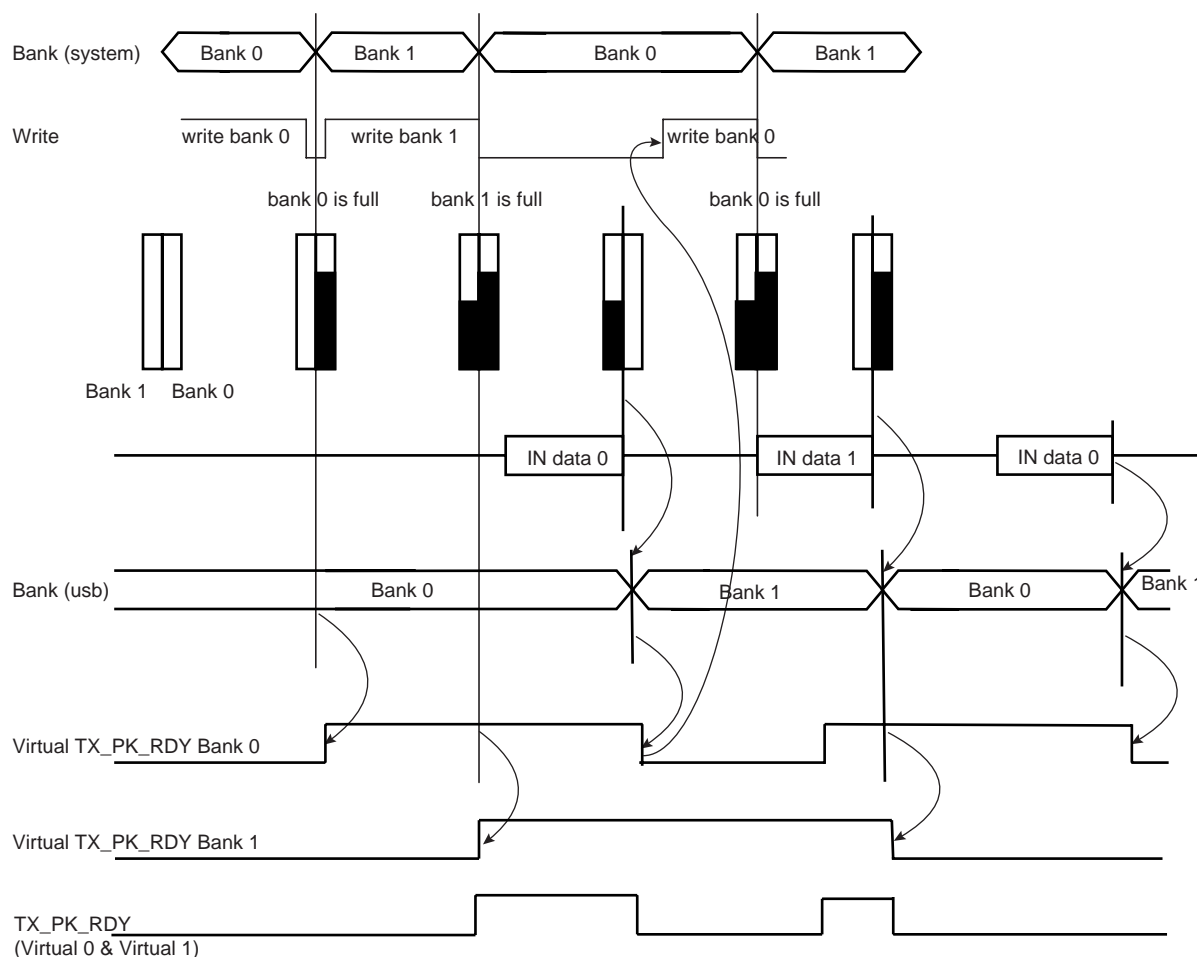 Bank (system)
Bank 0
Bank 1
Bank 0
Bank 1
Write
write bank 0
write bank 1
write bank 0
bank 0 is full
bank 1 is full
bank 0 is full
Bank 1
Bank 0
IN data 0
IN data 1
IN data 0
Bank (usb)
Bank 0
Bank 1
Bank 0
Bank 1
Virtual TX_PK_RDY Bank 0
Virtual TX_PK_RDY Bank 1
TX_PK_RDY
(Virtual 0 & Virtual 1)